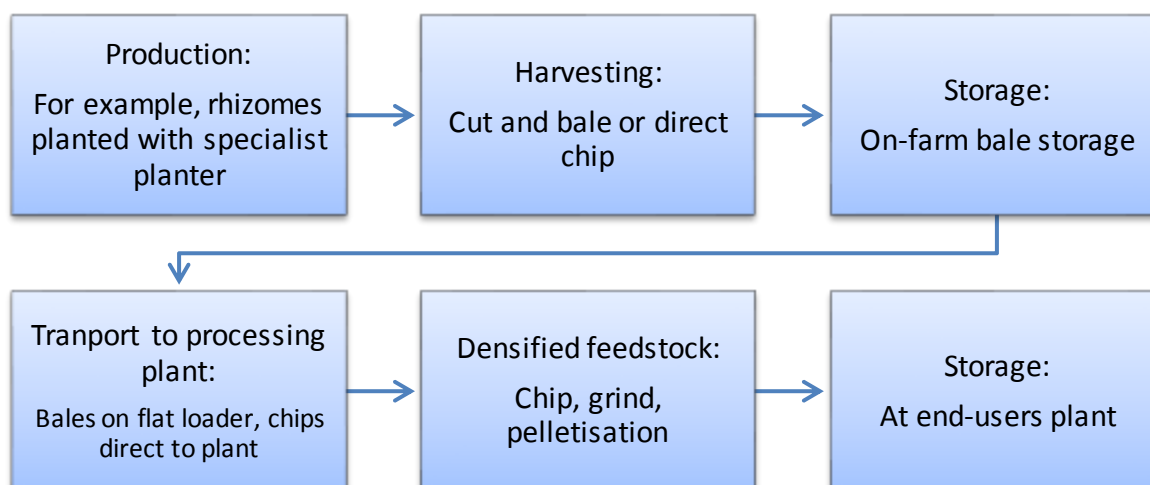 Production:
For example, rhizomes
planted with specialist
planter
Harvesting:
Cut and bale or direct
chip
Storage:
On-farm bale storage
Tranport to processing
plant:
Bales on flat loader, chips
direct to plant
Densified feedstock:
Chip, grind,
pelletisation
Storage:
At end-users plant